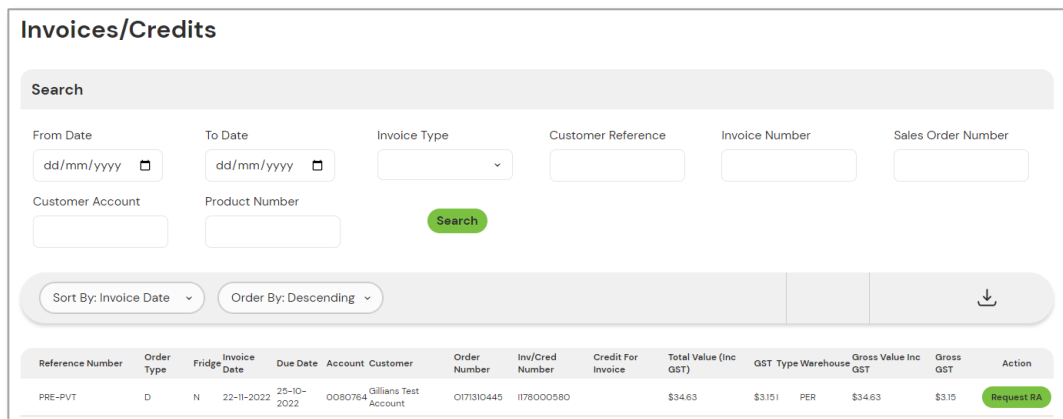 Invoices/Credits
Search
From Date To Date Invoice Type Customer Reference Invoice Number Sales Order Number
dd/mm/yyyy dd/mm/yyyy
Customer Account Product Number
Search
Sort By: Invoice Date Order By: Descending
Reference Number Order Type Fridge Invoice Date Due Date Account Customer Order Number Inv/Cred Number Credit For Invoice Total Value (Inc GST) GST Type Warehouse Gross Value Inc GST Gross GST Action
PRE-PVT D N 22-11-2022 25-10-2022 0080764 Gillians Test Account O171310445 I178000580 $34.63 $3.15 I PER $34.63 $3.15 Request RA